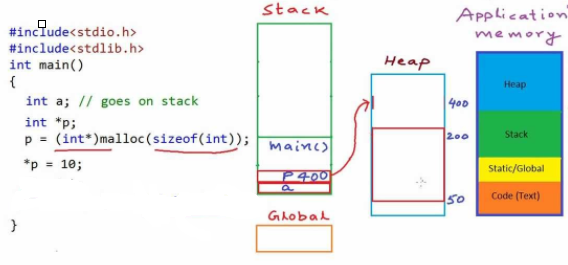 #include<stdio.h>
#include<stdlib.h>
int main()
{
int a; // goes on stack
int *p;
p = (int*)malloc(sizeof(int));
*p = 10;
}
Stack
main()
P 400
a
Global
Heap
400
200
50
Application's
memory
Heap
Stack
Static/Global
Code (Text)